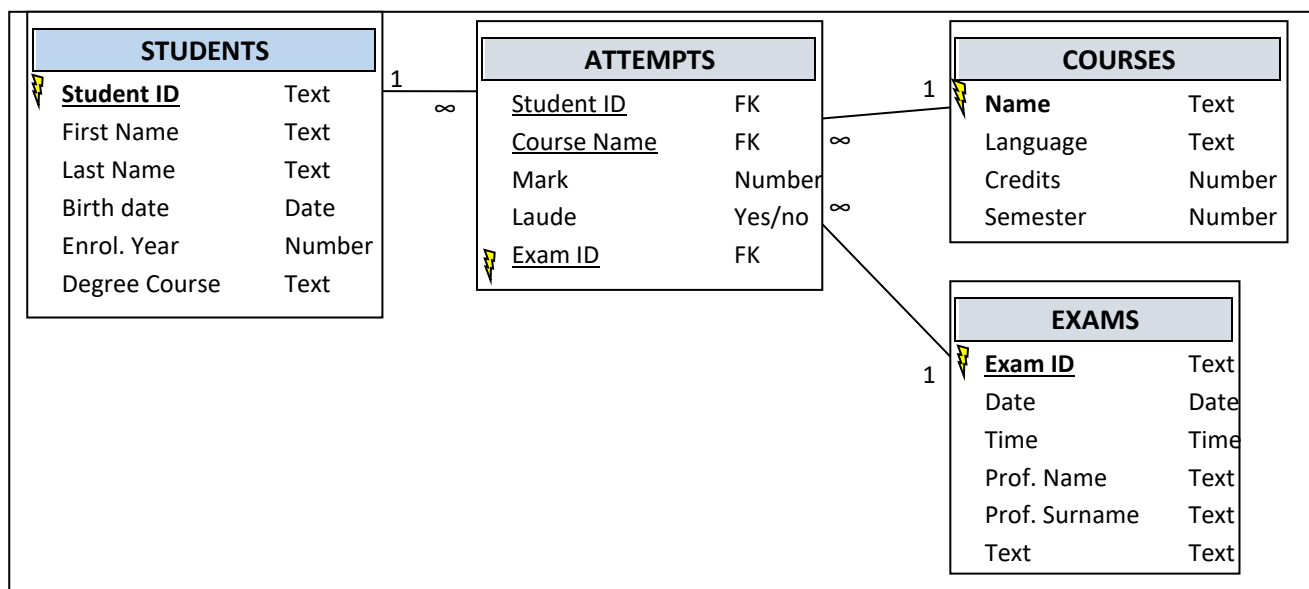 STUDENTS
Student ID Text
First Name Text
Last Name Text
Birth date Date
Enrol. Year Number
Degree Course Text
1
∞
ATTEMPTS
Student ID FK
Course Name FK
Mark Number
Laude Yes/no
Exam ID FK
1
∞
∞
1
COURSES
Name Text
Language Text
Credits Number
Semester Number
EXAMS
Exam ID Text
Date Date
Time Time
Prof. Name Text
Prof. Surname Text
Text Text